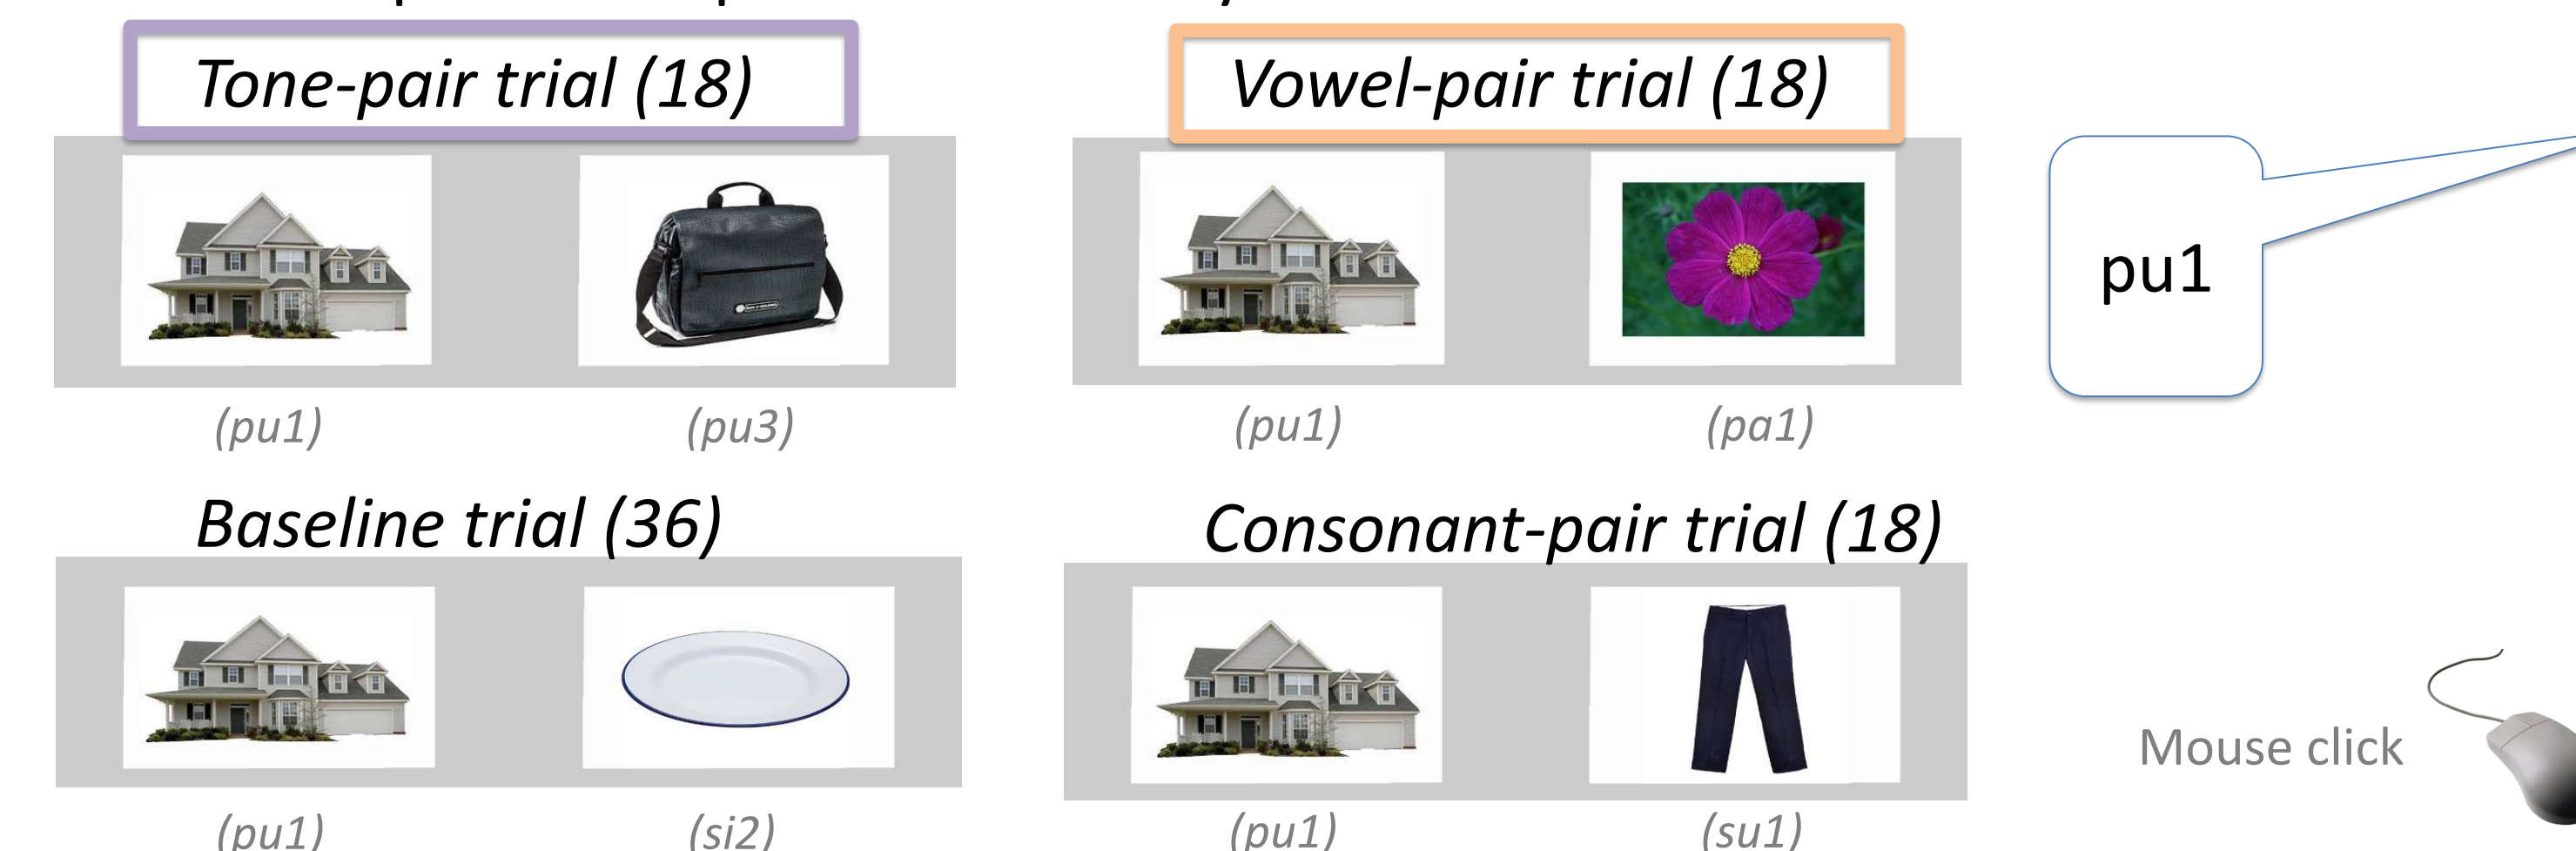 Tone-pair trial (18)
Vowel-pair trial (18)
(pu1)
(pu3)
(pu1)
(pa1)
pu1
Baseline trial (36)
Consonant-pair trial (18)
(pu1)
(si2)
(pu1)
(su1)
Mouse click